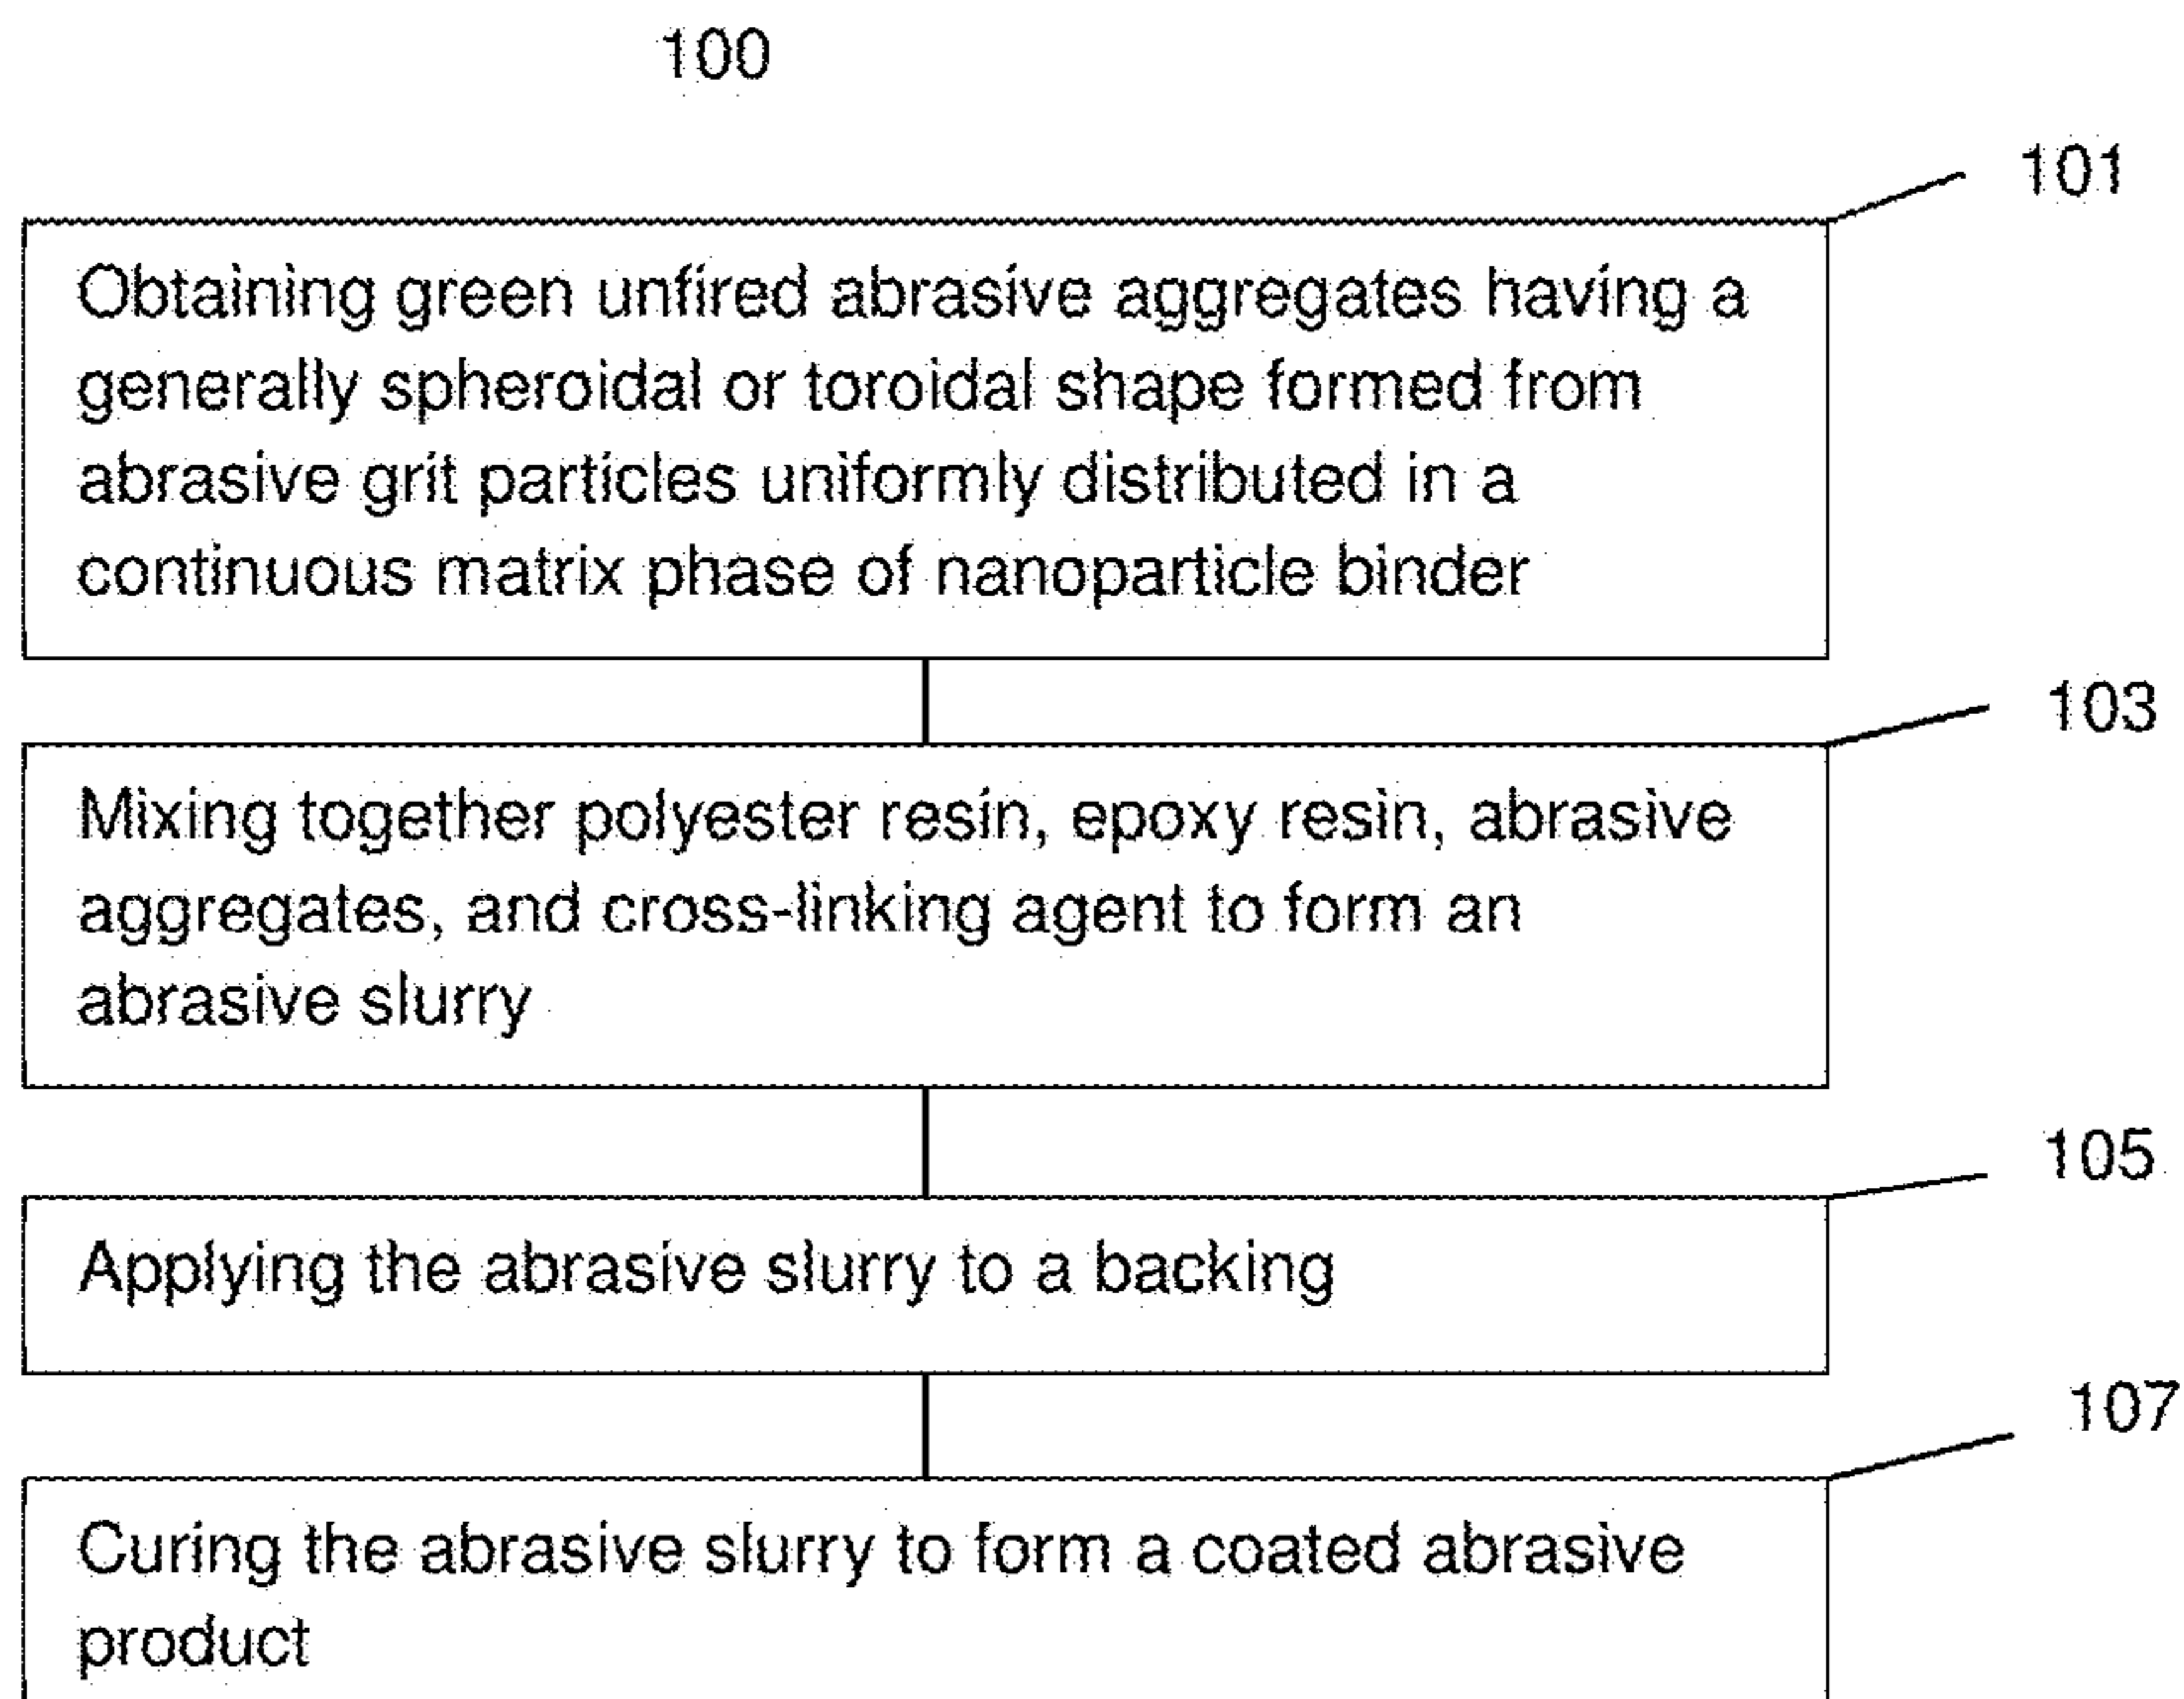 100
101
Obtaining green unfired abrasive aggregates having a
generally spheroidal or toroidal shape formed from
abrasive grit particles uniformly distributed in a
continuous matrix phase of nanoparticle binder
103
Mixing together polyester resin, epoxy resin, abrasive
aggregates, and cross-linking agent to form an
abrasive slurry
105
Applying the abrasive slurry to a backing
107
Curing the abrasive slurry to form a coated abrasive
product